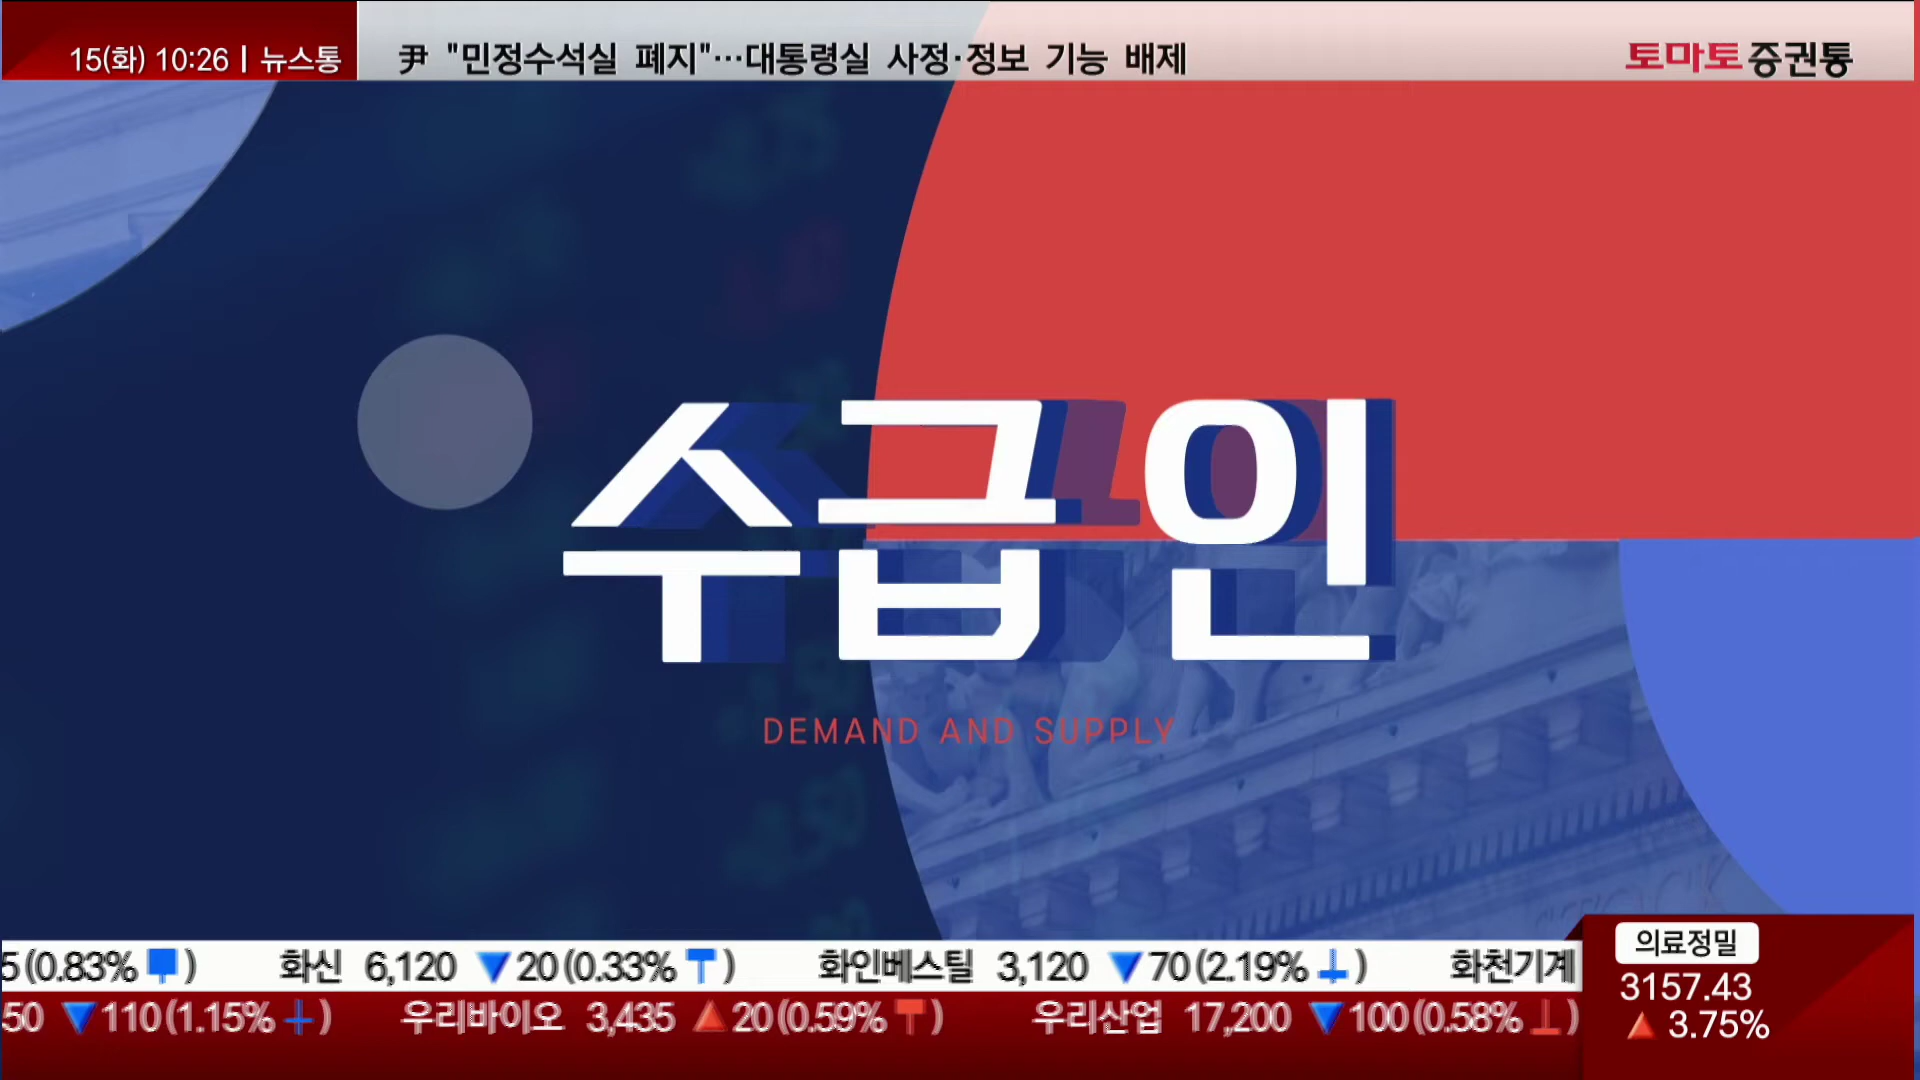 15(화) 10:26 | 뉴스통
尹 "민정수석실 폐지"…대통령실 사정·정보 기능 배제
토마토증권통
수급인
DEMAND AND SUPPLY
5(0.83% ) 화신 6,120 ▼20(0.33% ) 화인베스틸 3,120 ▼70(2.19% ) 화천기계
50 ▼110(1.15% ) 우리바이오 3,435 ▲20(0.59% ) 우리산업 17,200 ▼100(0.58% )
의료정밀
3157.43
▲ 3.75%